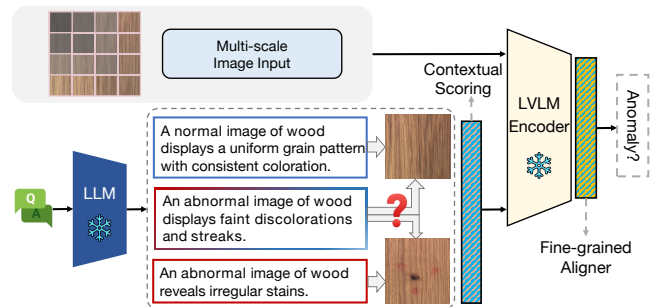 Multi-scale
Image Input
Contextual
Scoring
LVLM
Encoder
Anomaly?
A normal image of wood
displays a uniform grain pattern
with consistent coloration.
Q
A
LLM
An abnormal image of wood
displays faint discolorations
and streaks.
?
An abnormal image of wood
reveals irregular stains.
Fine-grained
Aligner